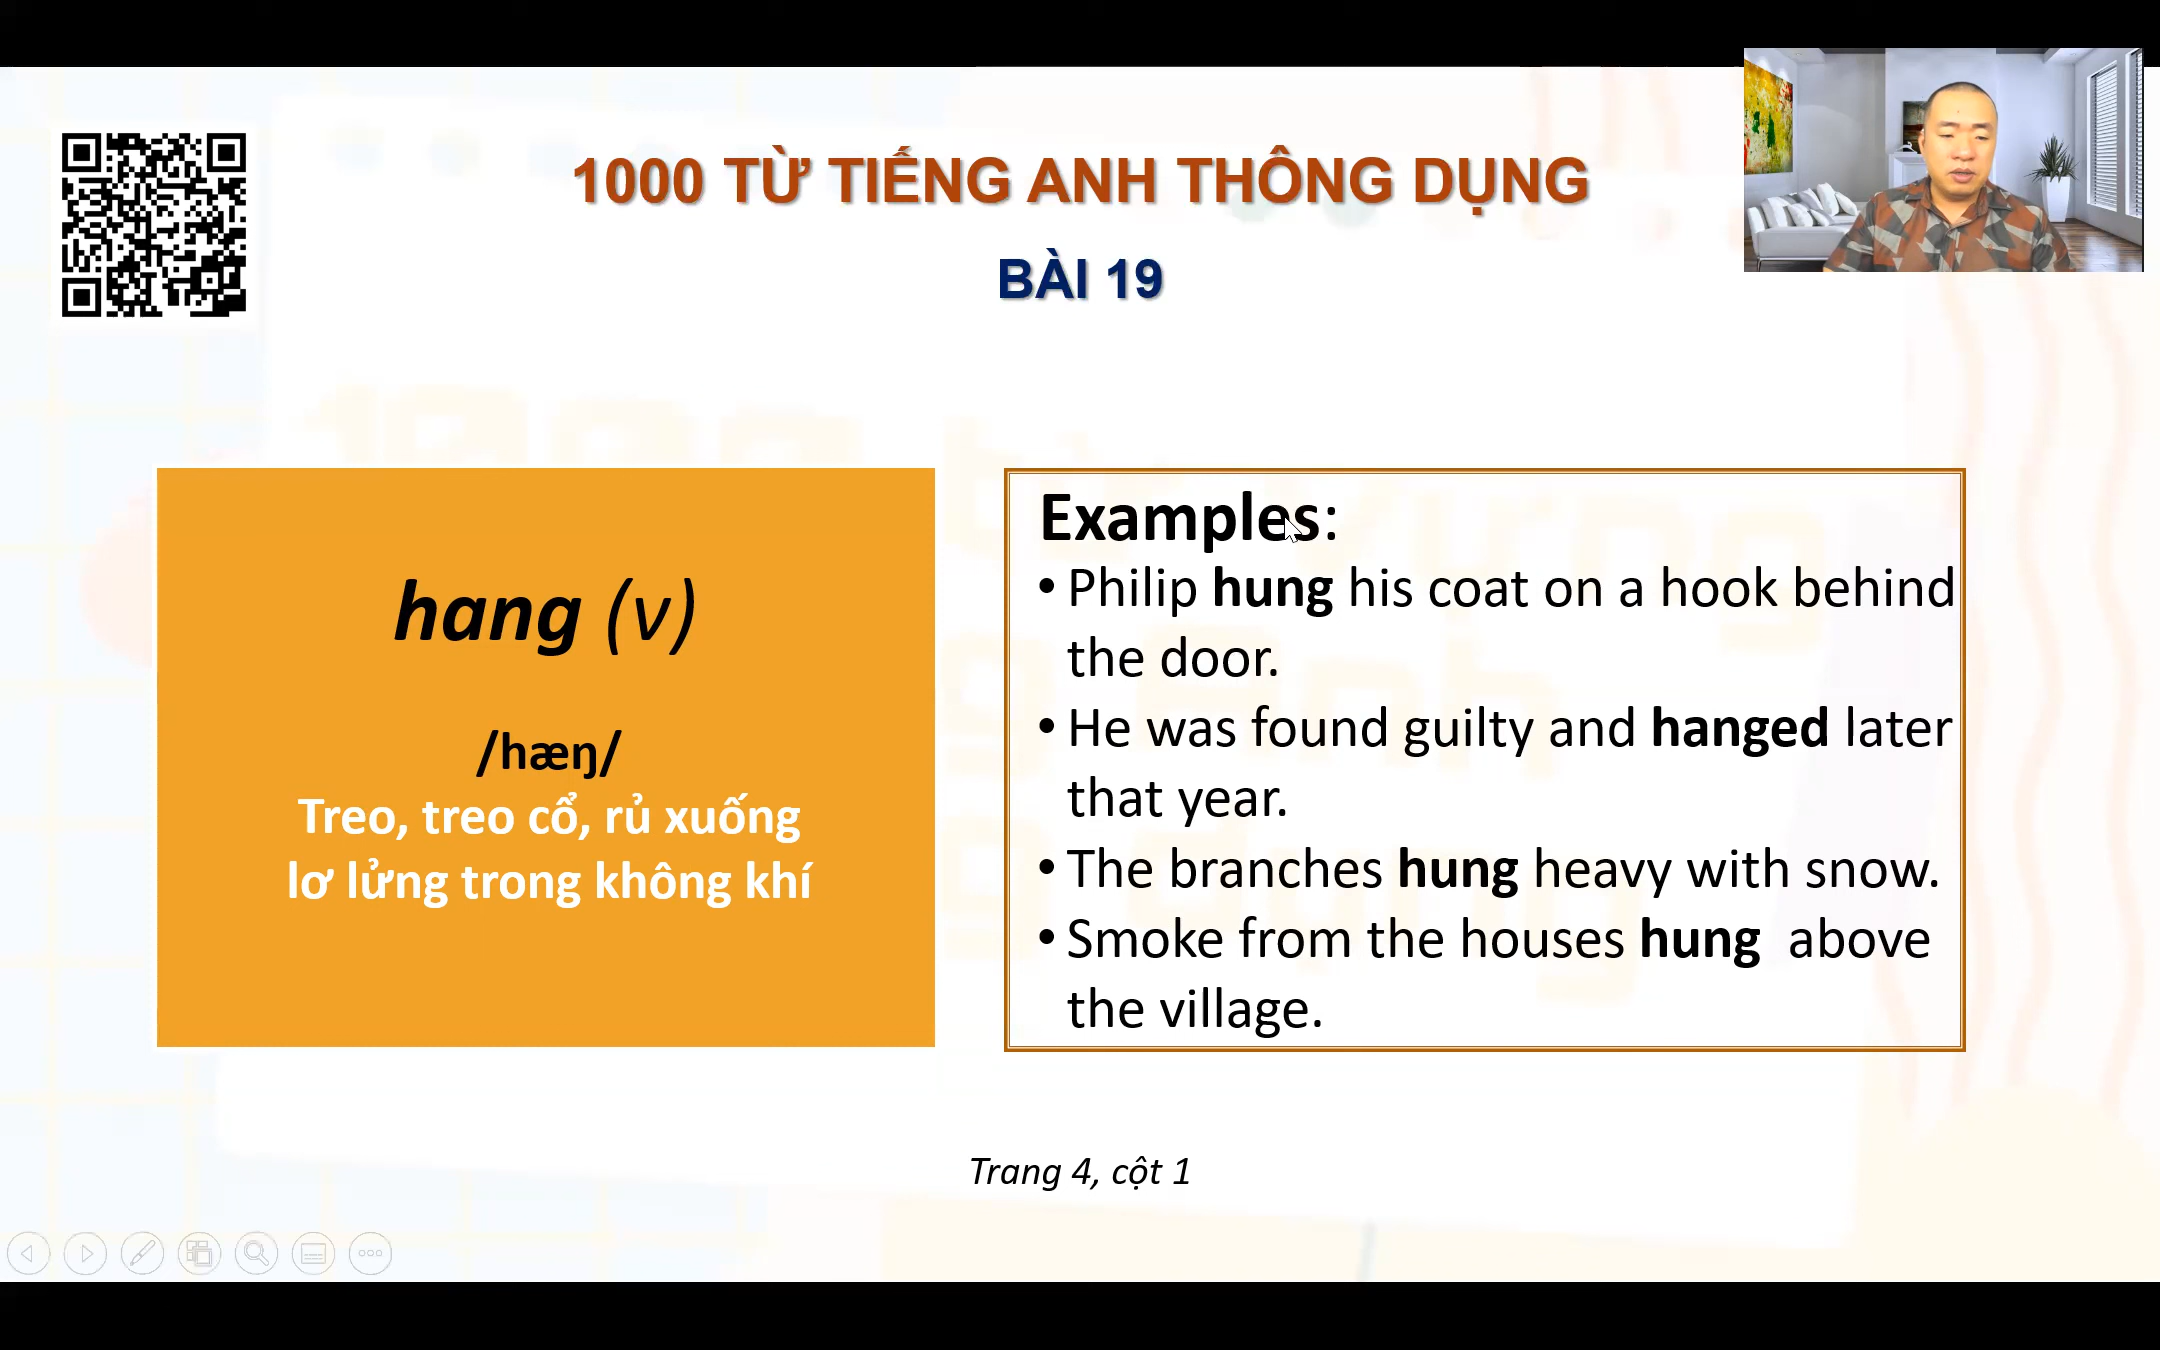 1000 TỪ TIẾNG ANH THÔNG DỤNG
BÀI 19
hang (v)
/hæŋ/
Treo, treo cổ, rủ xuống
lơ lửng trong không khí
Examples:
• Philip hung his coat on a hook behind
the door.
• He was found guilty and hanged later
that year.
• The branches hung heavy with snow.
• Smoke from the houses hung  above
the village.
Trang 4, cột 1